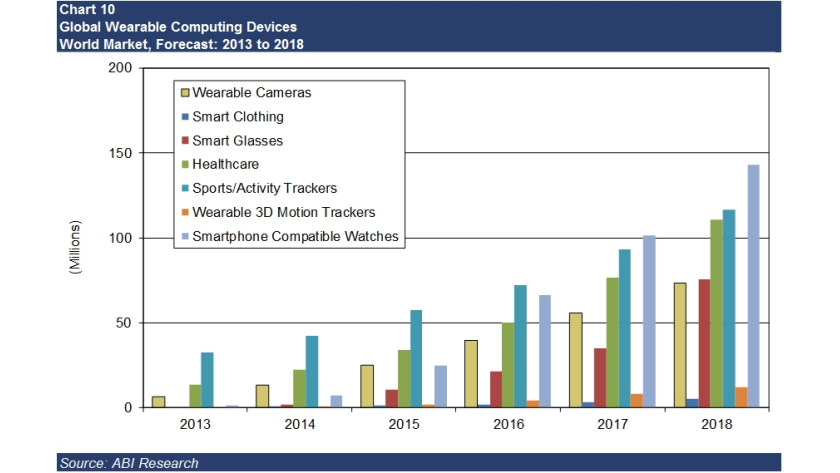 Chart 10
Global Wearable Computing Devices
World Market, Forecast: 2013 to 2018
200
150
100
50
0
(Millions)
Wearable Cameras
Smart Clothing
Smart Glasses
Healthcare
Sports/Activity Trackers
Wearable 3D Motion Trackers
Smartphone Compatible Watches
2013 2014 2015 2016 2017 2018
Source: ABI Research